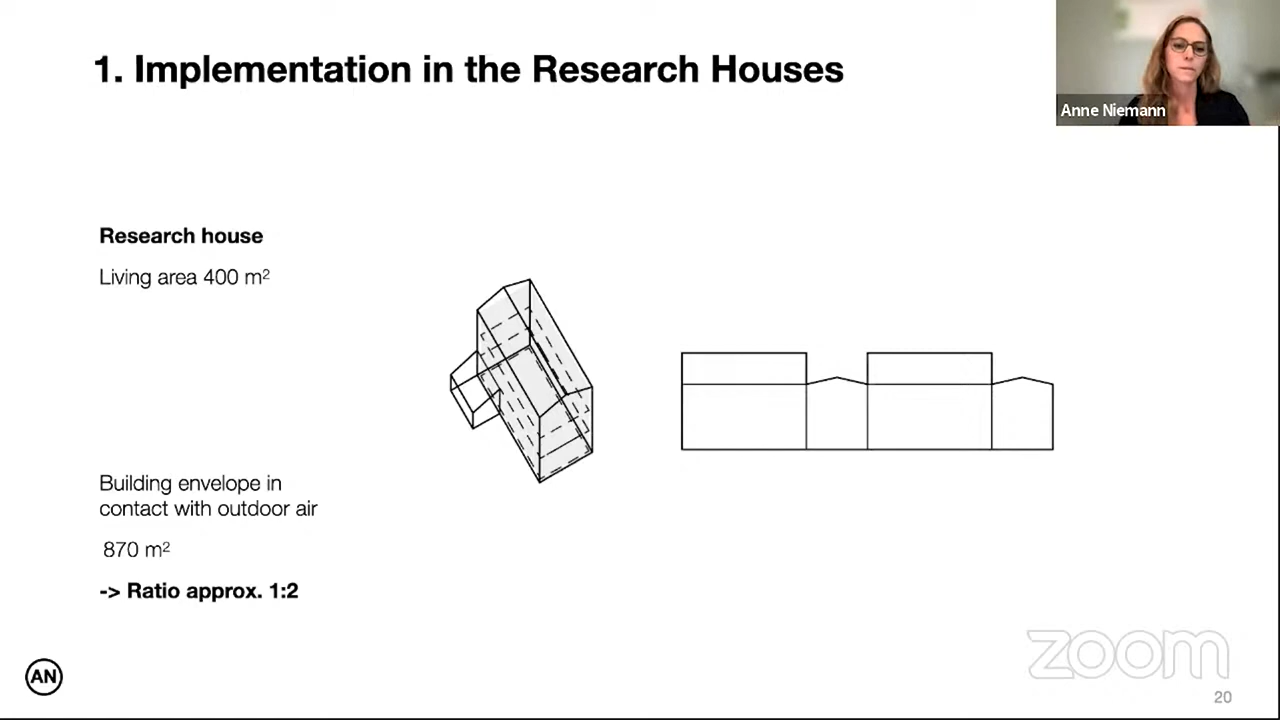 1. Implementation in the Research Houses
Anne Niemann
Research house
Living area 400 m²
Building envelope in
contact with outdoor air
870 m²
-> Ratio approx. 1:2
AN
zoom
20